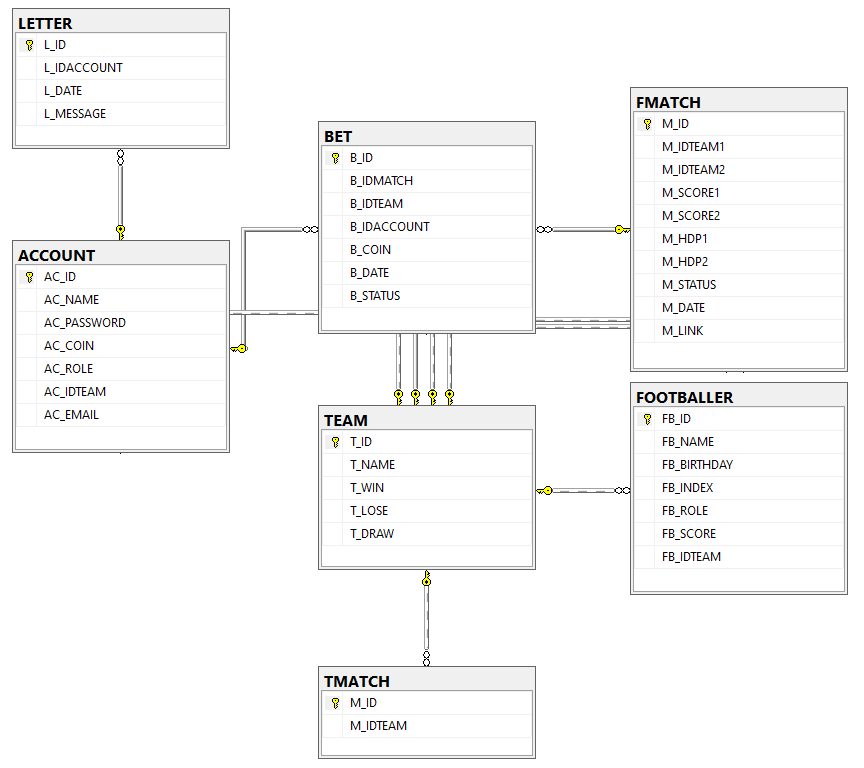 LETTER
L_ID
L_IDACCOUNT
L_DATE
L_MESSAGE
ACCOUNT
AC_ID
AC_NAME
AC_PASSWORD
AC_COIN
AC_ROLE
AC_IDTEAM
AC_EMAIL
BET
B_ID
B_IDMATCH
B_IDTEAM
B_IDACCOUNT
B_COIN
B_DATE
B_STATUS
TEAM
T_ID
T_NAME
T_WIN
T_LOSE
T_DRAW
TMATCH
M_ID
M_IDTEAM
FMATCH
M_ID
M_IDTEAM1
M_IDTEAM2
M_SCORE1
M_SCORE2
M_HDP1
M_HDP2
M_STATUS
M_DATE
M_LINK
FOOTBALLER
FB_ID
FB_NAME
FB_BIRTHDAY
FB_INDEX
FB_ROLE
FB_SCORE
FB_IDTEAM